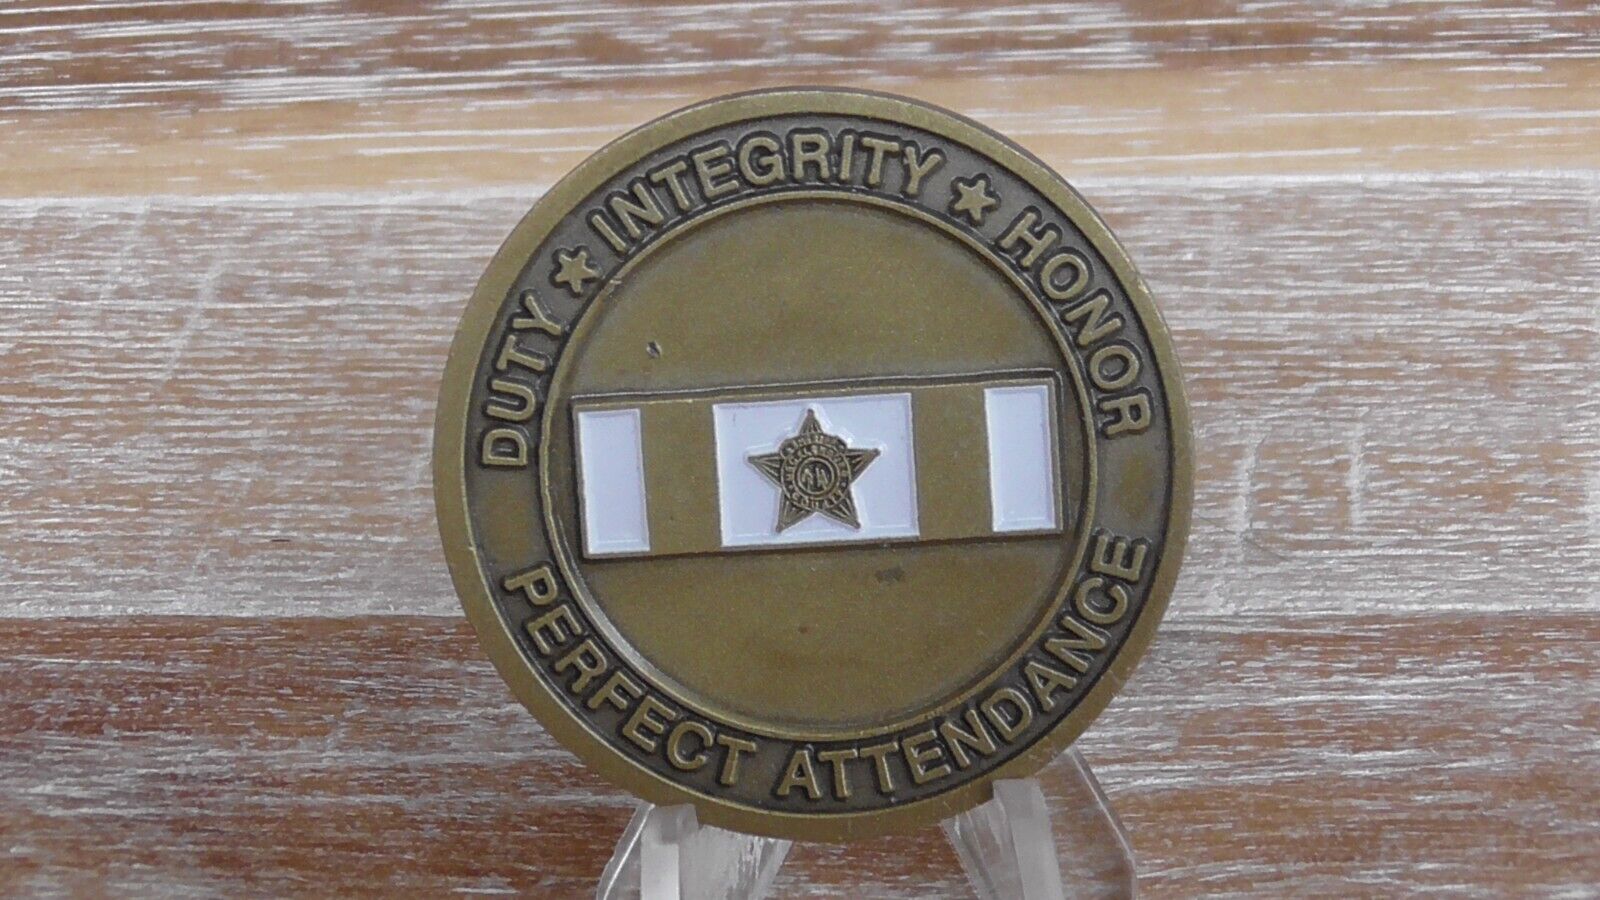 DUTY ★ INTEGRITY ★ HONOR
PERFECT ATTENDANCE